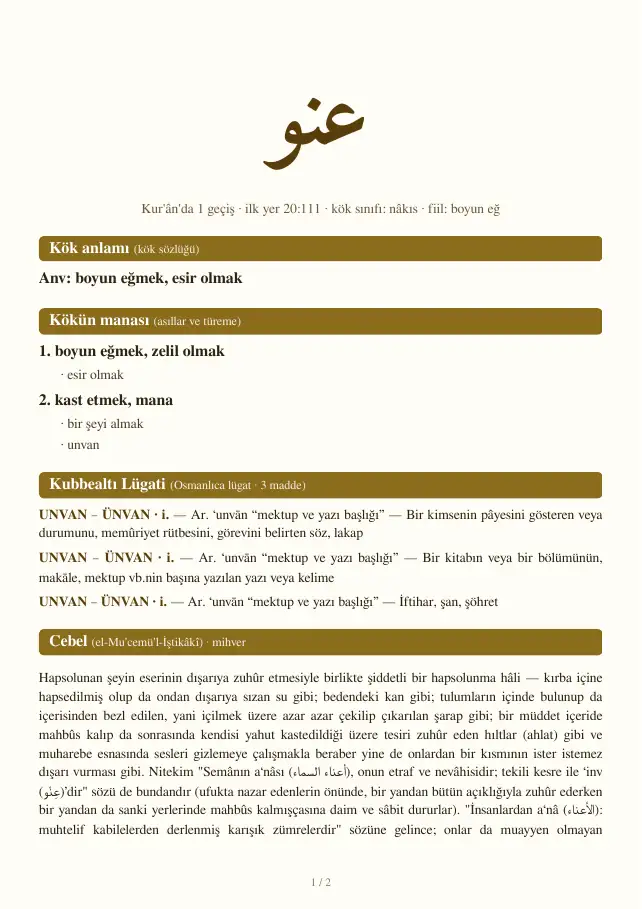 عنو
Kur'ân'da 1 geçiş · ilk yer 20:111 · kök sınıfı: nâkıs · fiil: boyun eğ
Kök anlamı (kök sözlüğü)
Anv: boyun eğmek, esir olmak
Kökün manası (asıllar ve türeme)
1. boyun eğmek, zelil olmak
· esir olmak
2. kast etmek, mana
· bir şeyi almak
· unvan
Kubbealtı Lügati (Osmanlıca lügat · 3 madde)
UNVAN – ÜNVAN · i. — Ar. ‘unvān “mektup ve yazı başlığı” — Bir kimsenin pâyesini gösteren veya
durumunu, memûriyet rütbesini, görevini belirten söz, lakap
UNVAN – ÜNVAN · i. — Ar. ‘unvān “mektup ve yazı başlığı” — Bir kitabın veya bir bölümünün,
makāle, mektup vb.nin başına yazılan yazı veya kelime
UNVAN – ÜNVAN · i. — Ar. ‘unvān “mektup ve yazı başlığı” — İftihar, şan, şöhret
Cebel (el-Mu'cemü'l-İştikâkî) · mihver
Hapsolunan şeyin eserinin dışarıya zuhûr etmesiyle birlikte şiddetli bir hapsolunma hâli — kırba içine
hapsedilmiş olup da ondan dışarıya sızan su gibi; bedendeki kan gibi; tulumların içinde bulunup da
içerisinden bezl edilen, yani içilmek üzere azar azar çekilip çıkarılan şarap gibi; bir müddet içeride
mahbûs kalıp da sonrasında kendisi yahut kastedildiği üzere tesiri zuhûr eden hıltlar (ahlat) gibi ve
muharebe esnasında sesleri gizlemeye çalışmakla beraber yine de onlardan bir kısmının ister istemez
dışarı vurması gibi. Nitekim "Semânın a‘nâsı (أعناء السماء), onun etraf ve nevâhisidir; tekili kesre ile ‘inv
(عِنْو)’dir" sözü de bundandır (ufukta nazar edenlerin önünde, bir yandan bütün açıklığıyla zuhûr ederken
bir yandan da sanki yerlerinde mahbûs kalmışçasına daim ve sâbit dururlar). "İnsanlardan a‘nâ (الأعناء):
muhtelif kabilelerden derlenmiş karışık zümrelerdir" sözüne gelince; onlar da muayyen olmayan
1 / 2